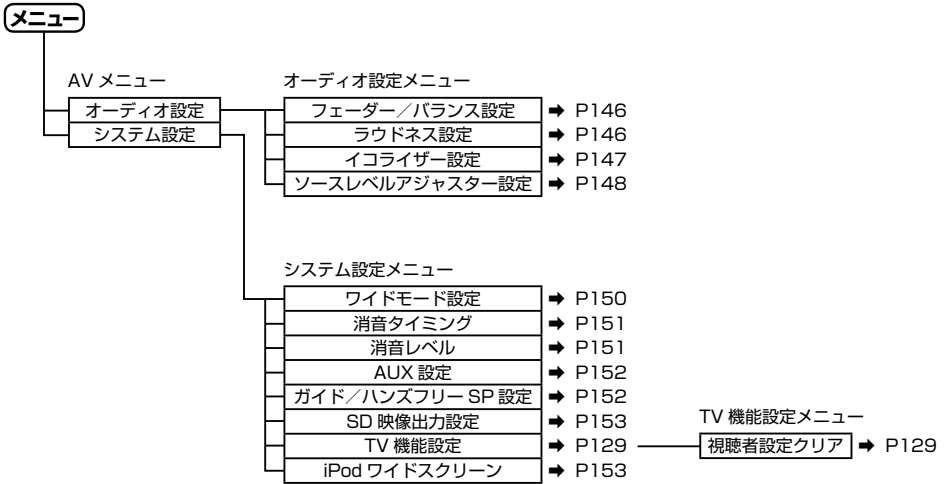 メニュー
AV メニュー
オーディオ設定メニュー
オーディオ設定
フェーダー／バランス設定 ➡ P146
システム設定
ラウドネス設定 ➡ P146
イコライザー設定 ➡ P147
ソースレベルアジャスター設定 ➡ P148
システム設定メニュー
ワイドモード設定 ➡ P150
消音タイミング ➡ P151
消音レベル ➡ P151
AUX 設定 ➡ P152
ガイド／ハンズフリー SP 設定 ➡ P152
SD 映像出力設定 ➡ P153
TV 機能設定メニュー
TV 機能設定 ➡ P129
視聴者設定クリア ➡ P129
iPod ワイドスクリーン ➡ P153